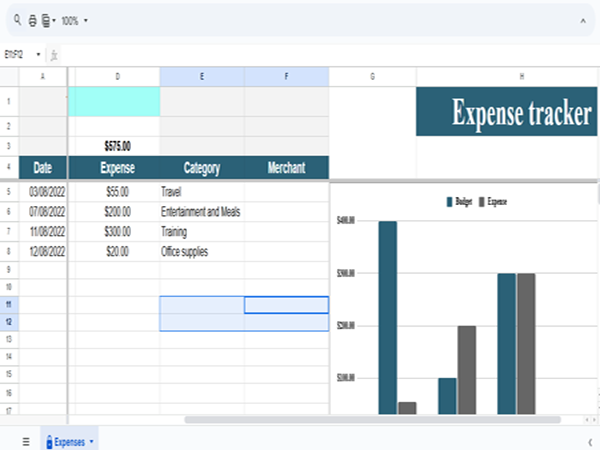 100%
E11:F12 fx
A D E F G H
1 Expense tracker
2
3 $575.00
4 Date Expense Category Merchant
5 03/08/2022 $55.00 Travel
6 07/08/2022 $200.00 Entertainment and Meals
7 11/08/2022 $300.00 Training
8 12/08/2022 $20.00 Office supplies
9
10
11
12
13
14
15
16
17
Budget Expense
$400.00
$300.00
$200.00
$100.00
Expenses